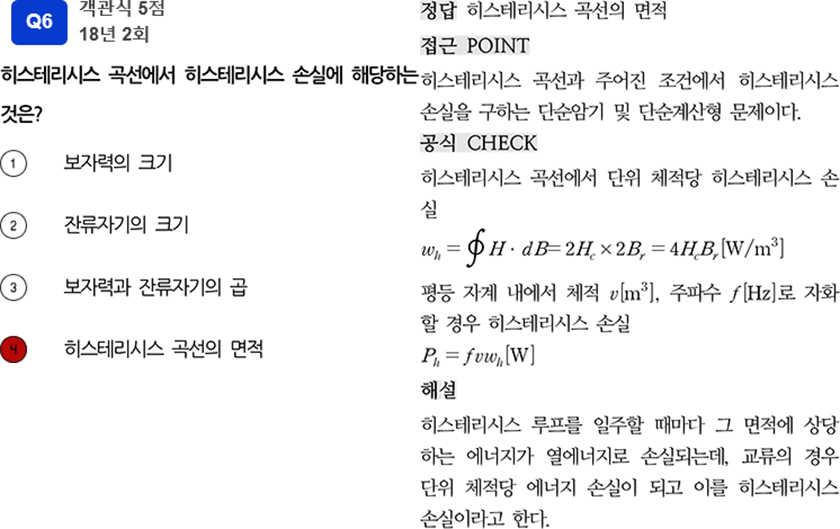 Q6
객관식 5점
18년 2회
히스테리시스 곡선에서 히스테리시스 손실에 해당하는
것은?
1 보자력의 크기
2 잔류자기의 크기
3 보자력과 잔류자기의 곱
4 히스테리시스 곡선의 면적
정답 히스테리시스 곡선의 면적
접근 POINT
히스테리시스 곡선과 주어진 조건에서 히스테리시스
손실을 구하는 단순암기 및 단순계산형 문제이다.
공식 CHECK
히스테리시스 곡선에서 단위 체적당 히스테리시스 손
실
w_h = ∮ H · dB = 2H_c × 2B_r = 4H_cB_r[W/m³]
평등 자계 내에서 체적 v[m³], 주파수 f[Hz]로 자화
할 경우 히스테리시스 손실
P_h = fvw_h[W]
해설
히스테리시스 루프를 일주할 때마다 그 면적에 상당
하는 에너지가 열에너지로 손실되는데, 교류의 경우
단위 체적당 에너지 손실이 되고 이를 히스테리시스
손실이라고 한다.